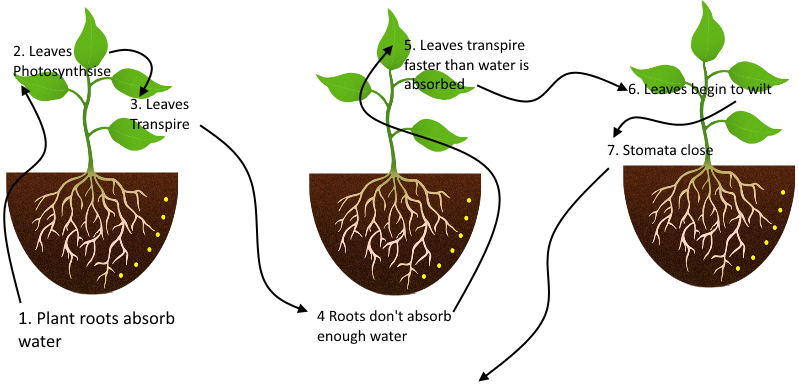 2. Leaves
Photosynthsise
3. Leaves
Transpire
1. Plant roots absorb
water
4 Roots don't absorb
enough water
5. Leaves transpire
faster than water is
absorbed
6. Leaves begin to wilt
7. Stomata close